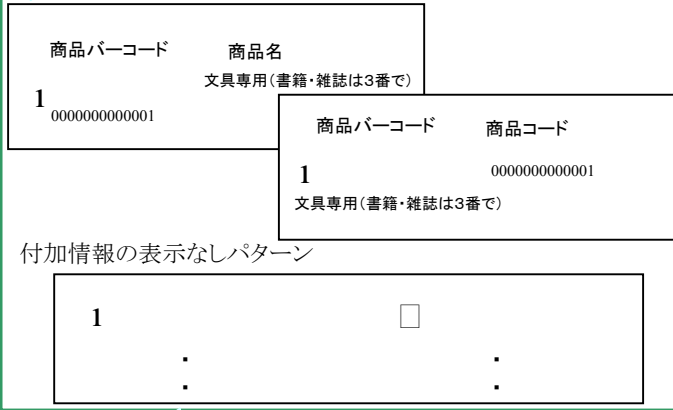 商品バーコード 商品名
文具専用（書籍・雑誌は３番で）
1
0000000000001
商品バーコード 商品コード
1 0000000000001
文具専用（書籍・雑誌は３番で）
付加情報の表示なしパターン
1 □
・ ・
・ ・